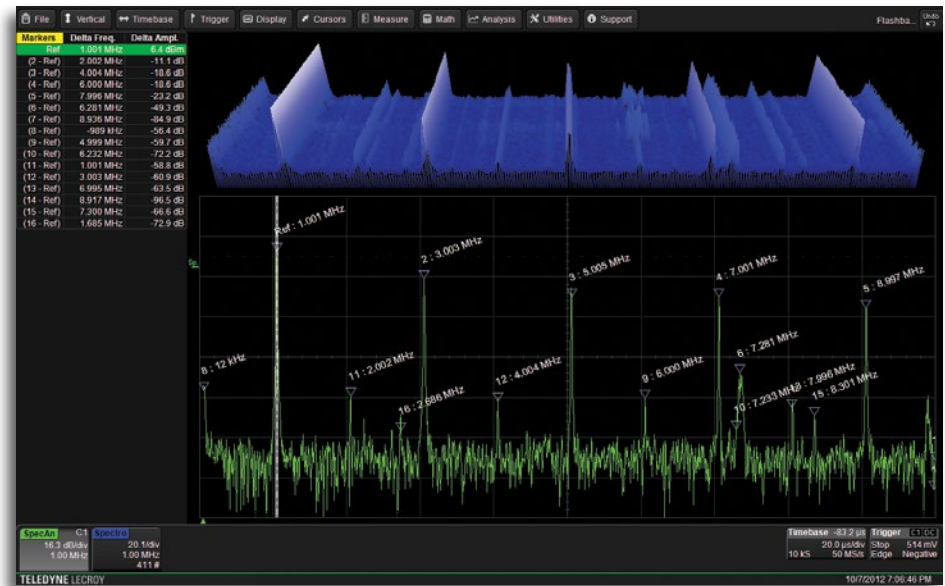 File Vertical Timebase Trigger Display Cursors Measure Math Analysis Utilities Support Flashba... Undo
Markers Delta Freq. Delta Ampl.
Ref 1.001 MHz 6.4 dBm
(2 - Ref) 2.002 MHz -11.1 dB
(3 - Ref) 4.004 MHz -18.6 dB
(4 - Ref) 6.000 MHz -18.6 dB
(5 - Ref) 7.996 MHz -23.2 dB
(6 - Ref) 6.281 MHz -49.3 dB
(7 - Ref) 8.936 MHz -84.9 dB
(8 - Ref) -989 kHz -56.4 dB
(9 - Ref) 4.999 MHz -59.7 dB
(10 - Ref) 6.232 MHz -72.2 dB
(11 - Ref) 1.001 MHz -58.8 dB
(12 - Ref) 3.003 MHz -60.9 dB
(13 - Ref) 6.995 MHz -63.5 dB
(14 - Ref) 8.917 MHz -96.5 dB
(15 - Ref) 7.300 MHz -66.6 dB
(16 - Ref) 1.685 MHz -72.9 dB
Ref : 1.001 MHz
2 : 3.003 MHz
3 : 5.005 MHz
4 : 7.001 MHz
5 : 8.997 MHz
8 : 12 kHz
11 : 2.002 MHz
16 : 2.686 MHz
12 : 4.004 MHz
9 : 6.000 MHz
6 : 7.281 MHz
10 : 7.233 MHz
: 7.996 MHz
15 : 8.301 MHz
SpecAn C1
16.3 dB/div
1.00 MHz
Spectro
20.1/div
1.00 MHz
411 #
Timebase -83.2 µs
20.0 µs/div
10 kS 50 MS/s
Trigger C1 DC
Stop 514 mV
Edge Negative
TELEDYNE LECROY 10/7/2012 7:06:46 PM